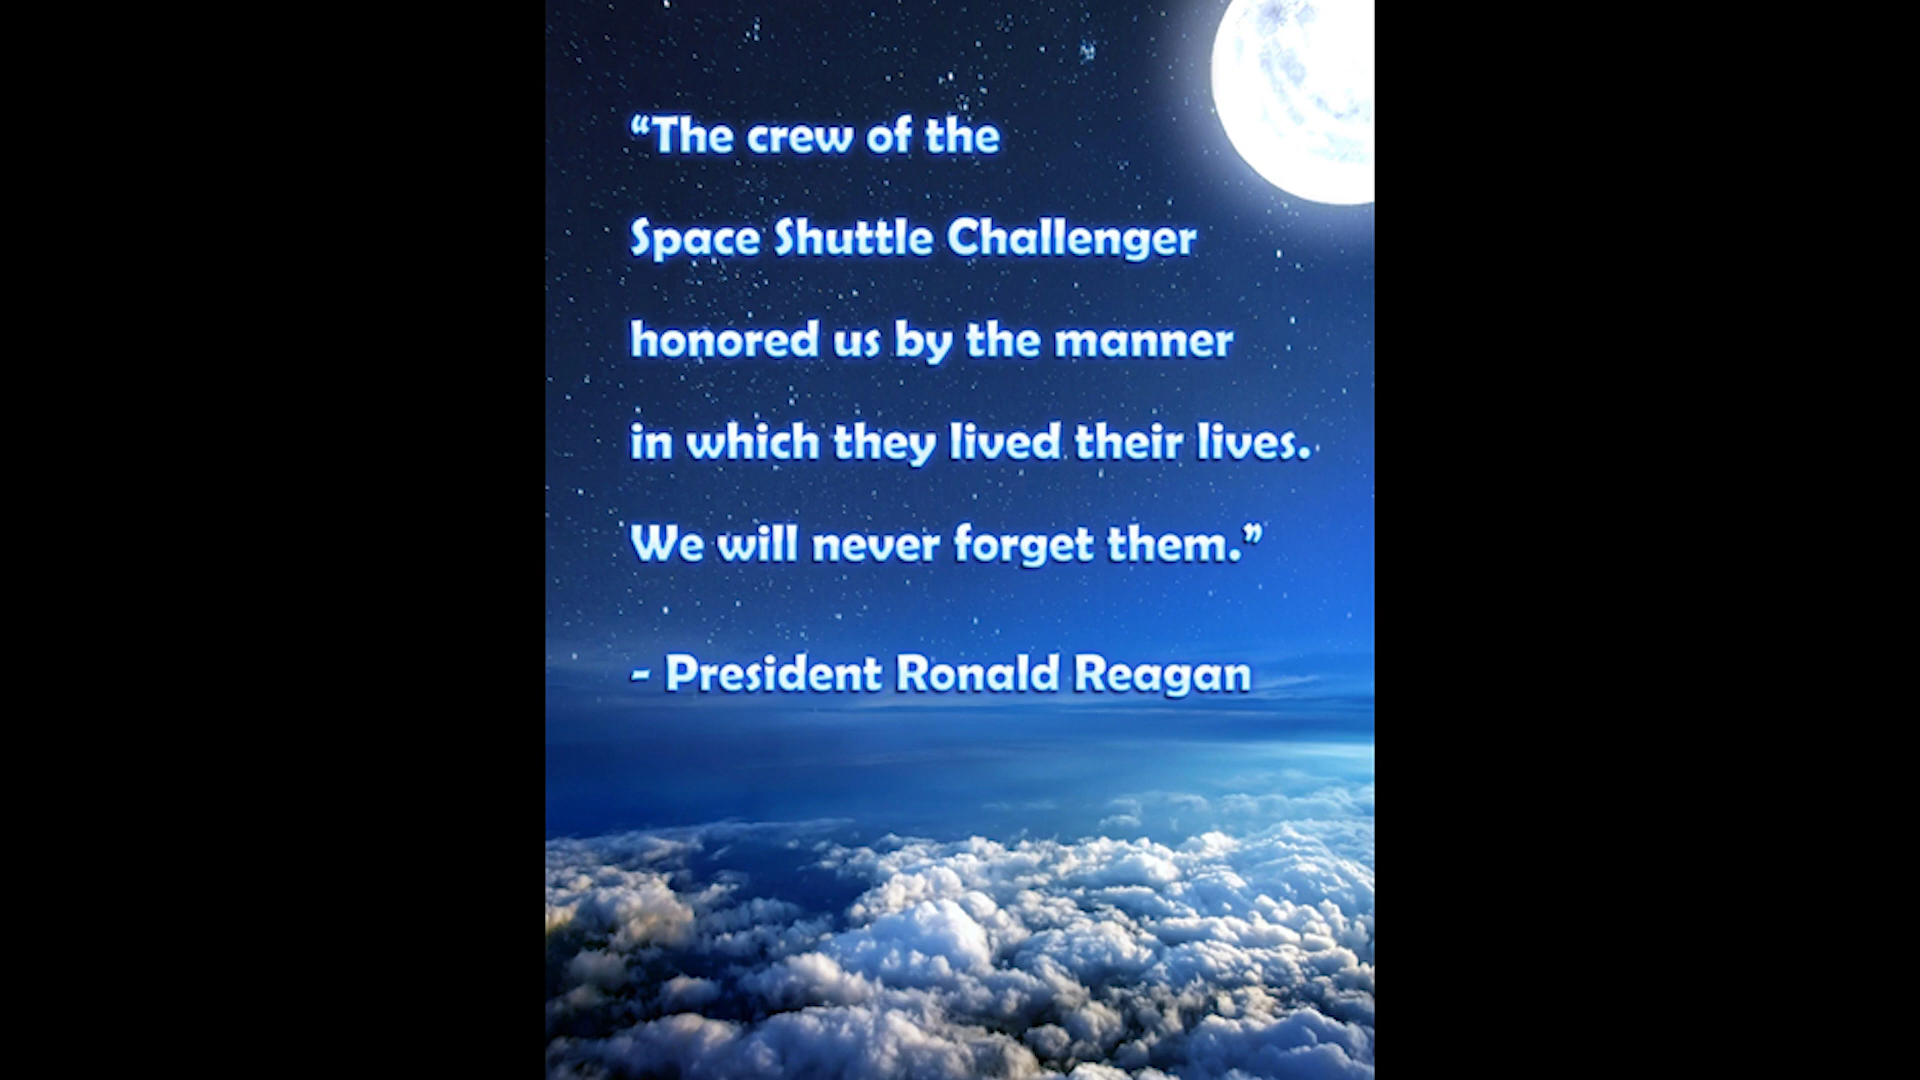 “The crew of the
Space Shuttle Challenger
honored us by the manner
in which they lived their lives.
We will never forget them.”
- President Ronald Reagan